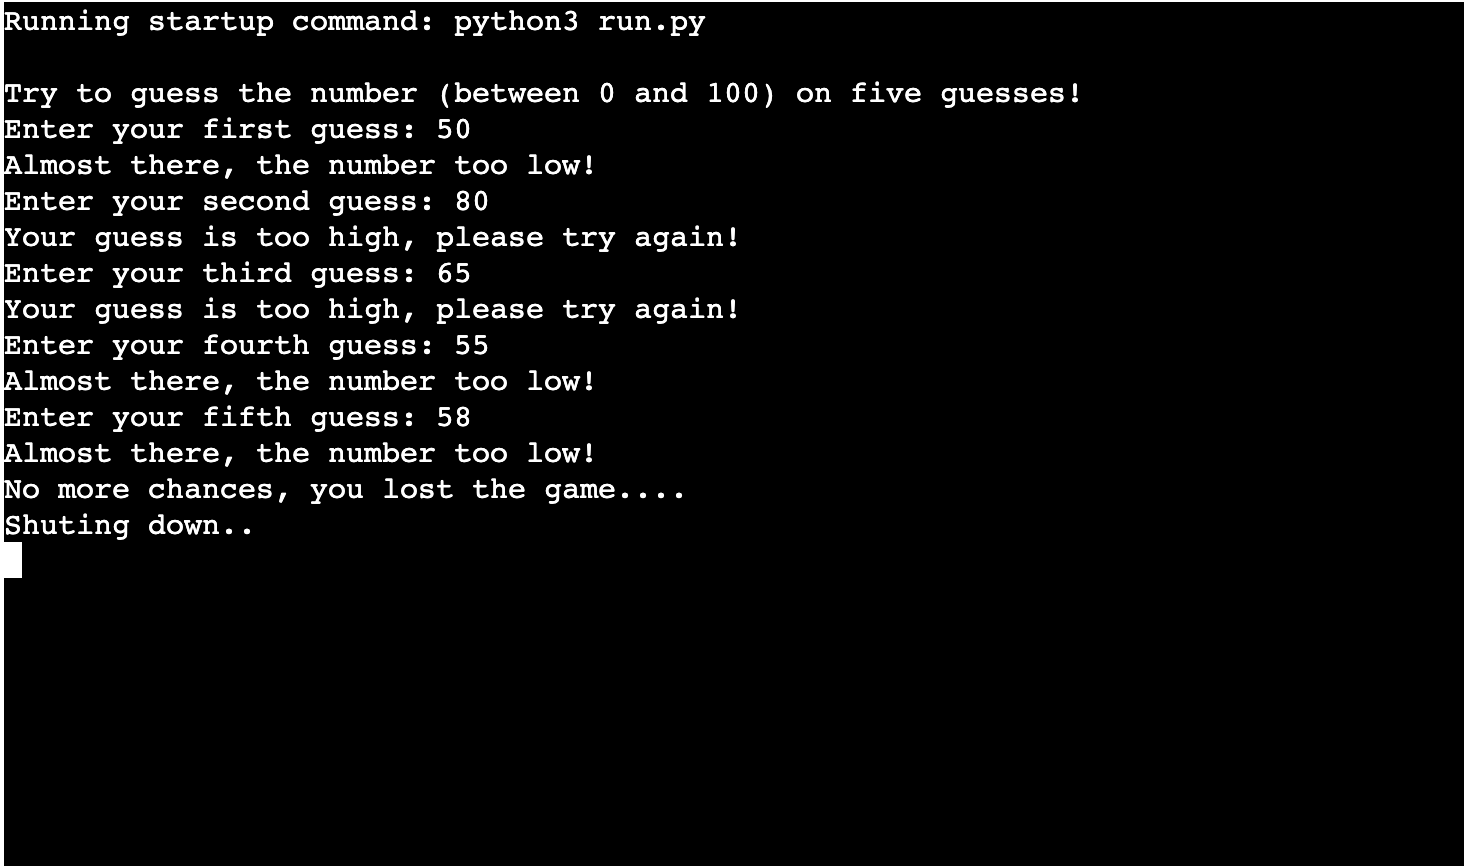 Running startup command: python3 run.py
Try to guess the number (between 0 and 100) on five guesses!
Enter your first guess: 50
Almost there, the number too low!
Enter your second guess: 80
Your guess is too high, please try again!
Enter your third guess: 65
Your guess is too high, please try again!
Enter your fourth guess: 55
Almost there, the number too low!
Enter your fifth guess: 58
Almost there, the number too low!
No more chances, you lost the game....
Shuting down..